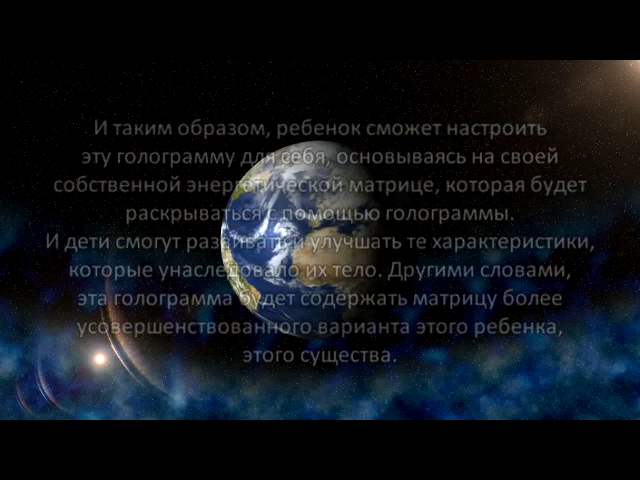 И таким образом, ребенок сможет настроить
эту голограмму для себя, основываясь на своей
собственной энергетической матрице, которая будет
раскрываться с помощью голограммы.
И дети смогут развивать и улучшать те характеристики,
которые унаследовало их тело. Другими словами,
эта голограмма будет содержать матрицу более
усовершенствованного варианта этого ребенка,
этого существа.